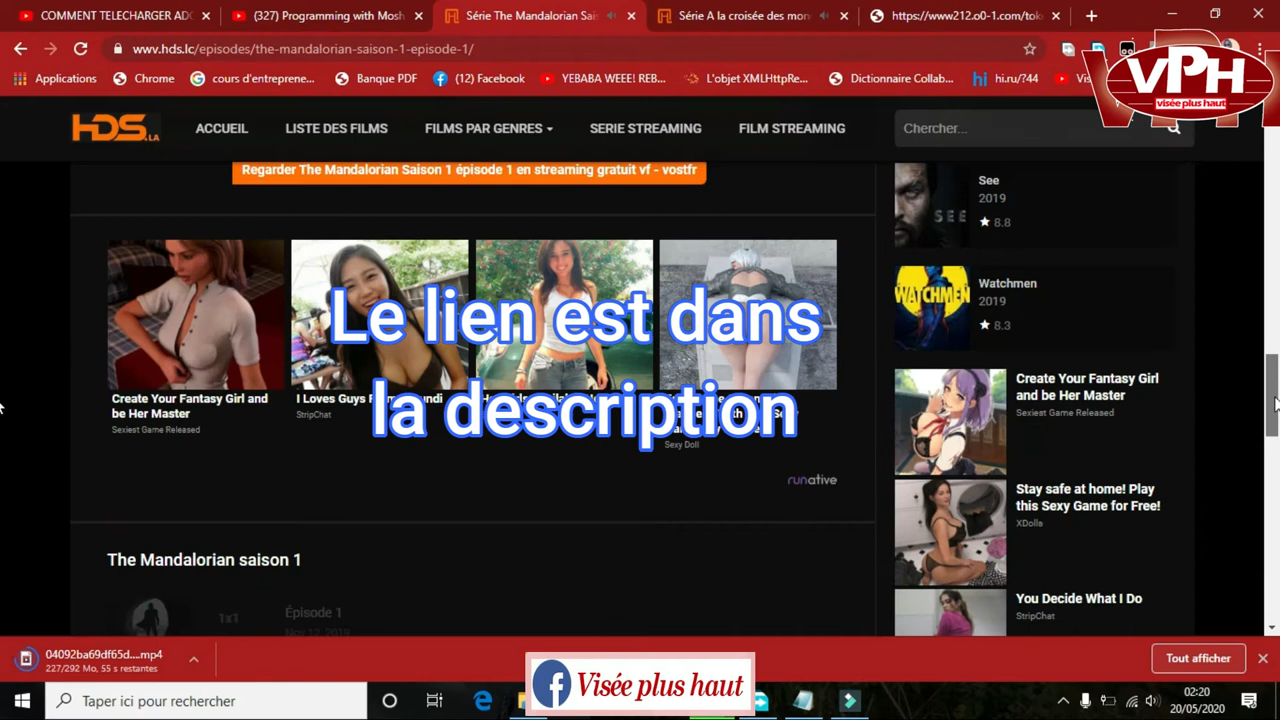 COMMENT TELECHARGER ADO
(327) Programming with Mosh
Série The Mandalorian Sai
Série A la croisée des mon
https://www212.o0-1.com/tok
wwv.hds.lc/episodes/the-mandalorian-saison-1-episode-1/
Applications
Chrome
cours d'entreprene...
Banque PDF
(12) Facebook
YEBABA WEEE! REB...
L'objet XMLHttpRe...
Dictionnaire Collab...
hi.ru/?44
VPH
visée plus haut
HDS.LA
ACCUEIL
LISTE DES FILMS
FILMS PAR GENRES
SERIE STREAMING
FILM STREAMING
Chercher...
Regarder The Mandalorian Saison 1 épisode 1 en streaming gratuit vf - vostfr
See
2019
8.8
SEE
Watchmen
2019
8.3
WATCHMEN
Le lien est dans
la description
Create Your Fantasy Girl and
be Her Master
Sexiest Game Released
I Loves Guys
StripChat
Sexy Doll
runative
Create Your Fantasy Girl and
be Her Master
Sexiest Game Released
Stay safe at home! Play
this Sexy Game for Free!
XDolls
You Decide What I Do
StripChat
The Mandalorian saison 1
1x1
Épisode 1
Nov 12, 2019
04092ba69df65d....mp4
227/292 Mo, 55 s restantes
Tout afficher
Visée plus haut
Taper ici pour rechercher
02:20
20/05/2020